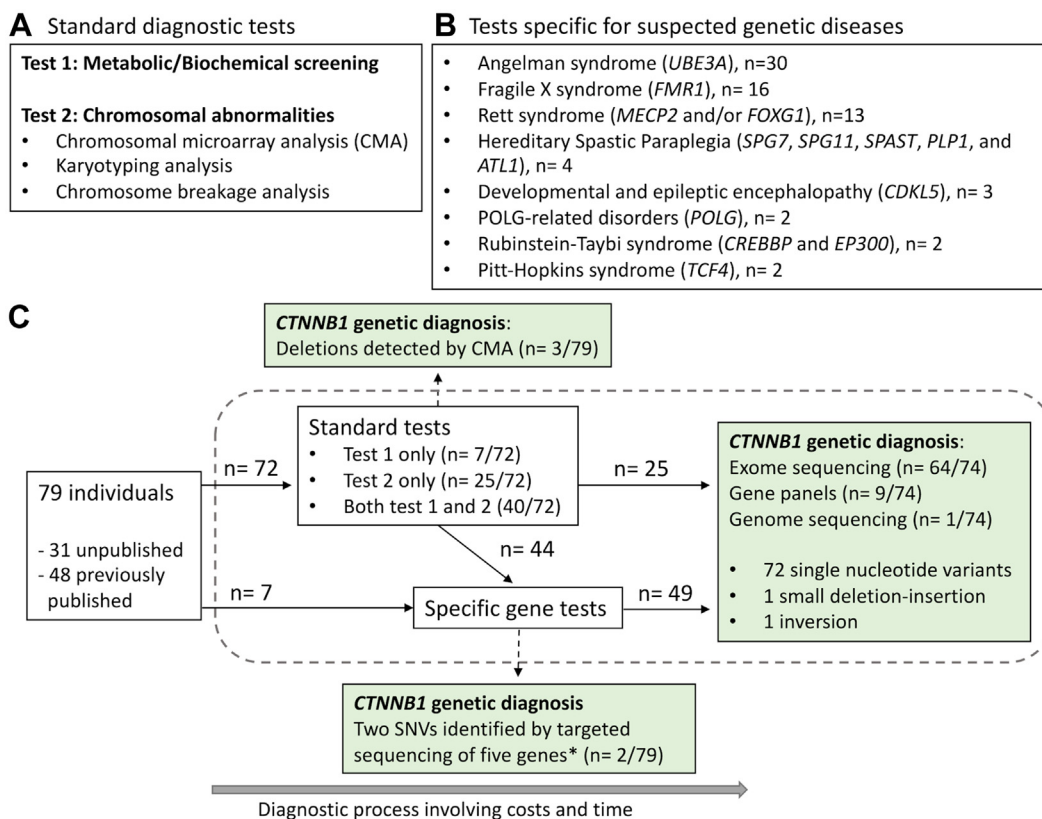 A Standard diagnostic tests
Test 1: Metabolic/Biochemical screening
Test 2: Chromosomal abnormalities
• Chromosomal microarray analysis (CMA)
• Karyotyping analysis
• Chromosome breakage analysis
B Tests specific for suspected genetic diseases
• Angelman syndrome (UBE3A), n=30
• Fragile X syndrome (FMR1), n= 16
• Rett syndrome (MECP2 and/or FOXG1), n=13
• Hereditary Spastic Paraplegia (SPG7, SPG11, SPAST, PLP1, and
ATL1), n= 4
• Developmental and epileptic encephalopathy (CDKL5), n= 3
• POLG-related disorders (POLG), n= 2
• Rubinstein-Taybi syndrome (CREBBP and EP300), n= 2
• Pitt-Hopkins syndrome (TCF4), n= 2
C
CTNNB1 genetic diagnosis:
Deletions detected by CMA (n= 3/79)
79 individuals
- 31 unpublished
- 48 previously
published
n= 72
n= 7
Standard tests
• Test 1 only (n= 7/72)
• Test 2 only (n= 25/72)
• Both test 1 and 2 (40/72)
n= 25
n= 44
Specific gene tests
n= 49
CTNNB1 genetic diagnosis:
Exome sequencing (n= 64/74)
Gene panels (n= 9/74)
Genome sequencing (n= 1/74)
• 72 single nucleotide variants
• 1 small deletion-insertion
• 1 inversion
CTNNB1 genetic diagnosis
Two SNVs identified by targeted
sequencing of five genes* (n= 2/79)
Diagnostic process involving costs and time